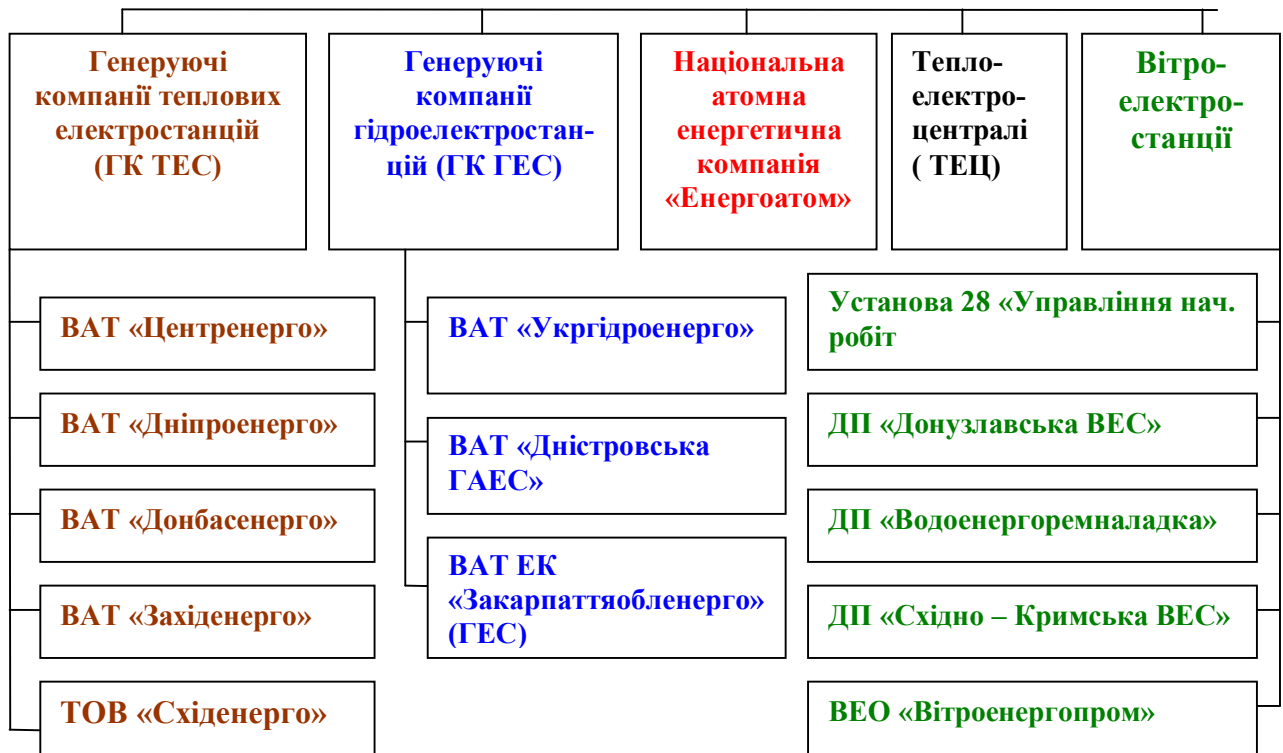 Генеруючі
компанії теплових
електростанцій
(ГК ТЕС)
Генеруючі
компанії
гідроелектростан-
цій (ГК ГЕС)
Національна
атомна
енергетична
компанія
«Енергоатом»
Тепло-
електро-
централі
( ТЕЦ)
Вітро-
електро-
станції
ВАТ «Центренерго»
ВАТ «Дніпроенерго»
ВАТ «Донбасенерго»
ВАТ «Західенерго»
ТОВ «Східенерго»
ВАТ «Укргідроенерго»
ВАТ «Дністровська
ГАЕС»
ВАТ ЕК
«Закарпаттяобленерго»
(ГЕС)
Установа 28 «Управління нач.
робіт
ДП «Донузлавська ВЕС»
ДП «Водоенергоремналадка»
ДП «Східно – Кримська ВЕС»
ВЕО «Вітроенергопром»